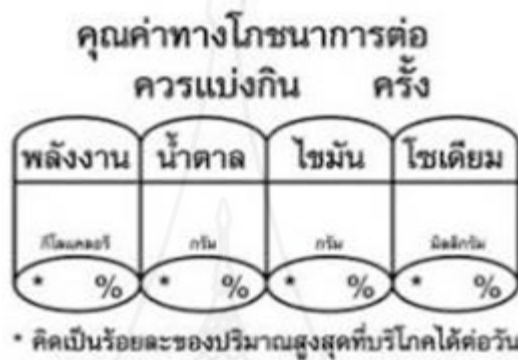 คุณค่าทางโภชนาการต่อ
ควรแบ่งกิน ครั้ง
พลังงาน น้ำตาล ไขมัน โซเดียม
กิโลแคลอรี กรัม กรัม มิลลิกรัม
* % * % * % * %
* คิดเป็นร้อยละของปริมาณสูงสุดที่บริโภคได้ต่อวัน